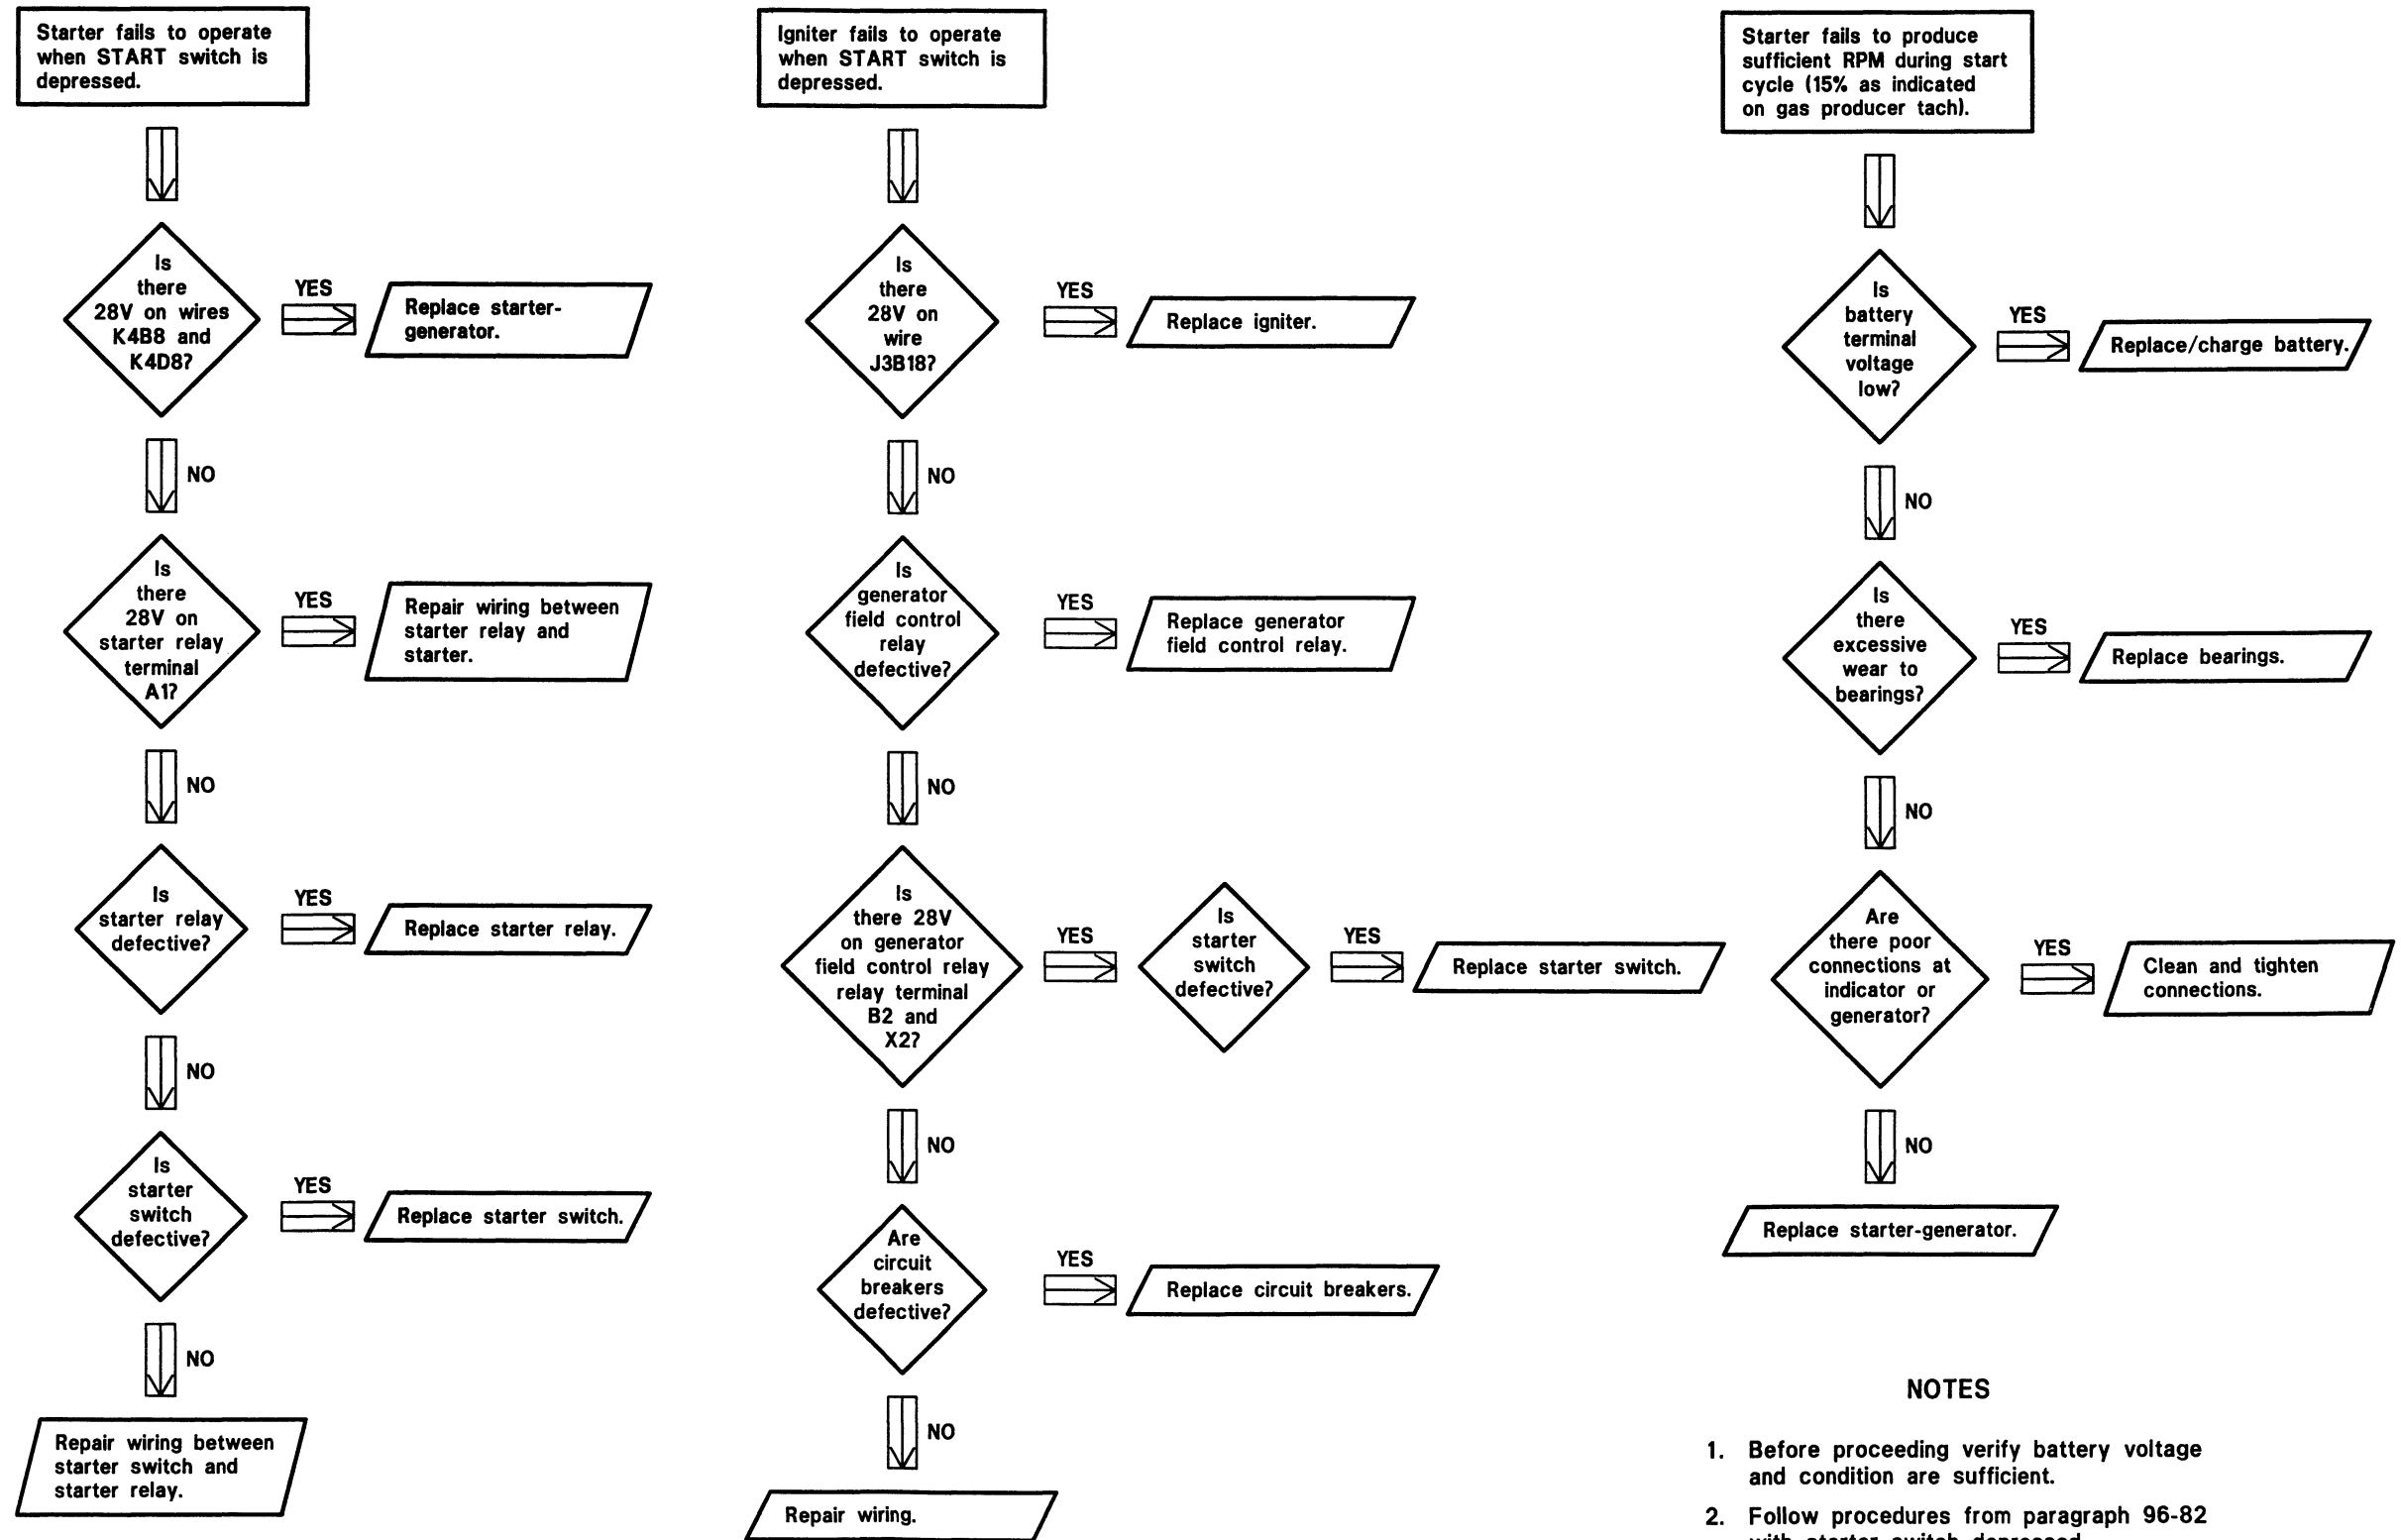 Starter fails to operate
when START switch is
depressed.
Is
there
28V on wires
K4B8 and
K4D8?
YES
Replace starter-
generator.
NO
Is
there
28V on
starter relay
terminal
A1?
YES
Repair wiring between
starter relay and
starter.
NO
Is
starter relay
defective?
YES
Replace starter relay.
NO
Is
starter
switch
defective?
YES
Replace starter switch.
NO
Repair wiring between
starter switch and
starter relay.
Igniter fails to operate
when START switch is
depressed.
Is
there
28V on
wire
J3B18?
YES
Replace igniter.
NO
Is
generator
field control
relay
defective?
YES
Replace generator
field control relay.
NO
Is
there 28V
on generator
field control relay
relay terminal
B2 and
X2?
YES
Is
starter
switch
defective?
YES
Replace starter switch.
NO
Are
circuit
breakers
defective?
YES
Replace circuit breakers.
NO
Repair wiring.
Starter fails to produce
sufficient RPM during start
cycle (15% as indicated
on gas producer tach).
Is
battery
terminal
voltage
low?
YES
Replace/charge battery.
NO
Is
there
excessive
wear to
bearings?
YES
Replace bearings.
NO
Are
there poor
connections at
indicator or
generator?
YES
Clean and tighten
connections.
NO
Replace starter-generator.
NOTES
1. Before proceeding verify battery voltage
and condition are sufficient.
2. Follow procedures from paragraph 96-82
with starter switch depressed.